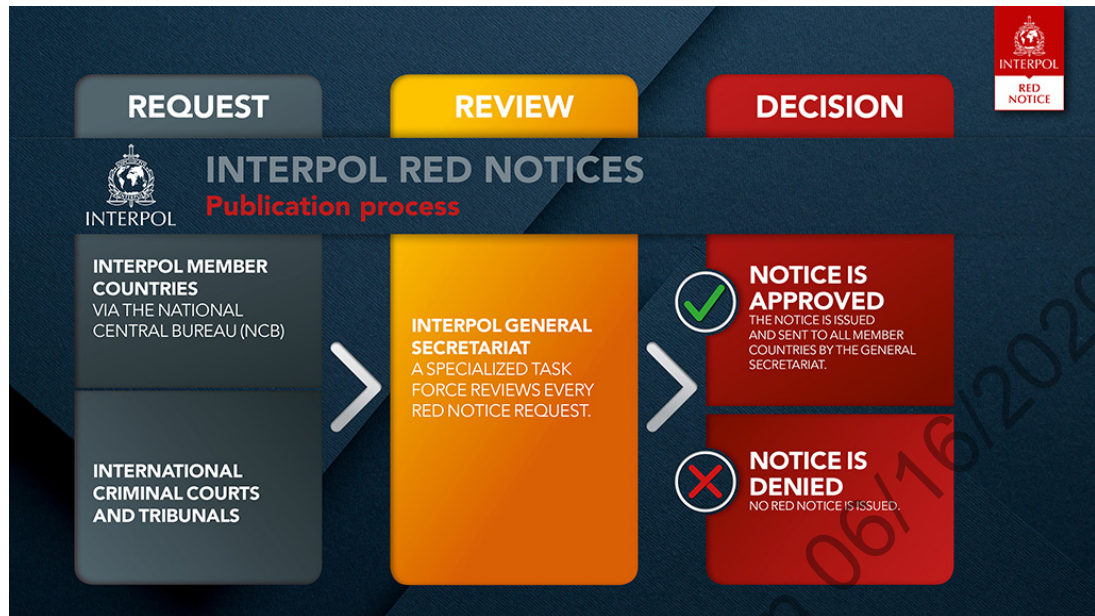 INTERPOL
RED
NOTICE
REQUEST
REVIEW
DECISION
INTERPOL
INTERPOL RED NOTICES
Publication process
INTERPOL MEMBER
COUNTRIES
VIA THE NATIONAL
CENTRAL BUREAU (NCB)
INTERNATIONAL
CRIMINAL COURTS
AND TRIBUNALS
INTERPOL GENERAL
SECRETARIAT
A SPECIALIZED TASK
FORCE REVIEWS EVERY
RED NOTICE REQUEST.
NOTICE IS
APPROVED
THE NOTICE IS ISSUED
AND SENT TO ALL MEMBER
COUNTRIES BY THE GENERAL
SECRETARIAT.
NOTICE IS
DENIED
NO RED NOTICE IS ISSUED.